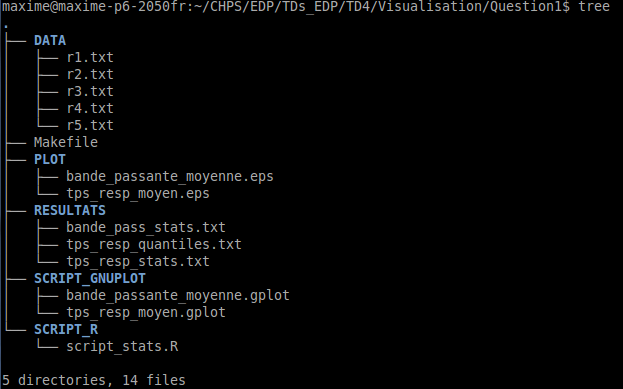 maxime@maxime-p6-2050fr:~/CHPS/EDP/TDs_EDP/TD4/Visualisation/Question1$ tree
.
├── DATA
│   ├── r1.txt
│   ├── r2.txt
│   ├── r3.txt
│   ├── r4.txt
│   └── r5.txt
├── Makefile
├── PLOT
│   ├── bande_passante_moyenne.eps
│   └── tps_resp_moyen.eps
├── RESULTATS
│   ├── bande_pass_stats.txt
│   ├── tps_resp_quantiles.txt
│   └── tps_resp_stats.txt
├── SCRIPT_GNUPLOT
│   ├── bande_passante_moyenne.gplot
│   └── tps_resp_moyen.gplot
└── SCRIPT_R
    └── script_stats.R

5 directories, 14 files